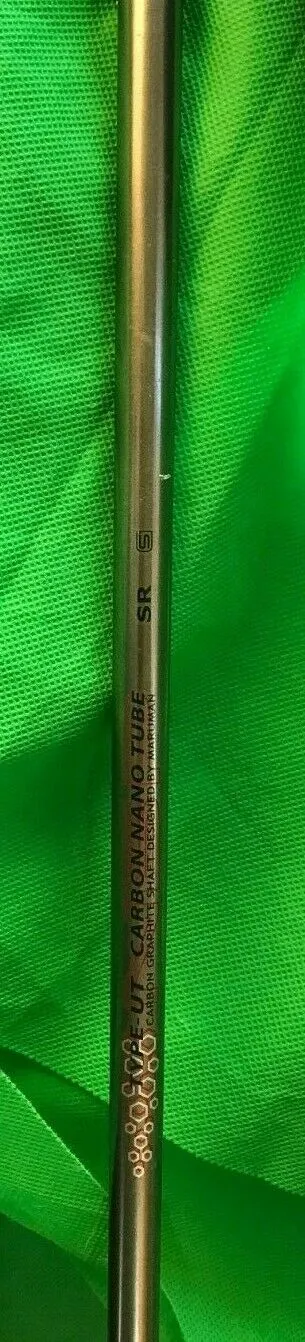 TYPE-UT CARBON NANO TUBE SR S
CARBON GRAPHITE SHAFT DESIGNED BY MARUMAN